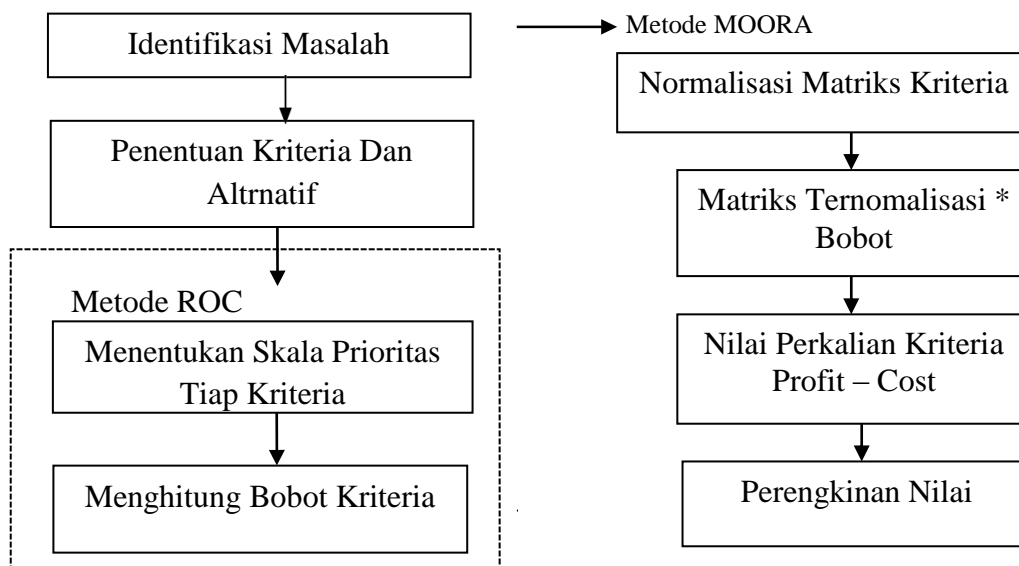 Identifikasi Masalah
Penentuan Kriteria Dan
Altrnatif
Metode ROC
Menentukan Skala Prioritas
Tiap Kriteria
Menghitung Bobot Kriteria
Metode MOORA
Normalisasi Matriks Kriteria
Matriks Ternomalisasi *
Bobot
Nilai Perkalian Kriteria
Profit – Cost
Perengkinan Nilai